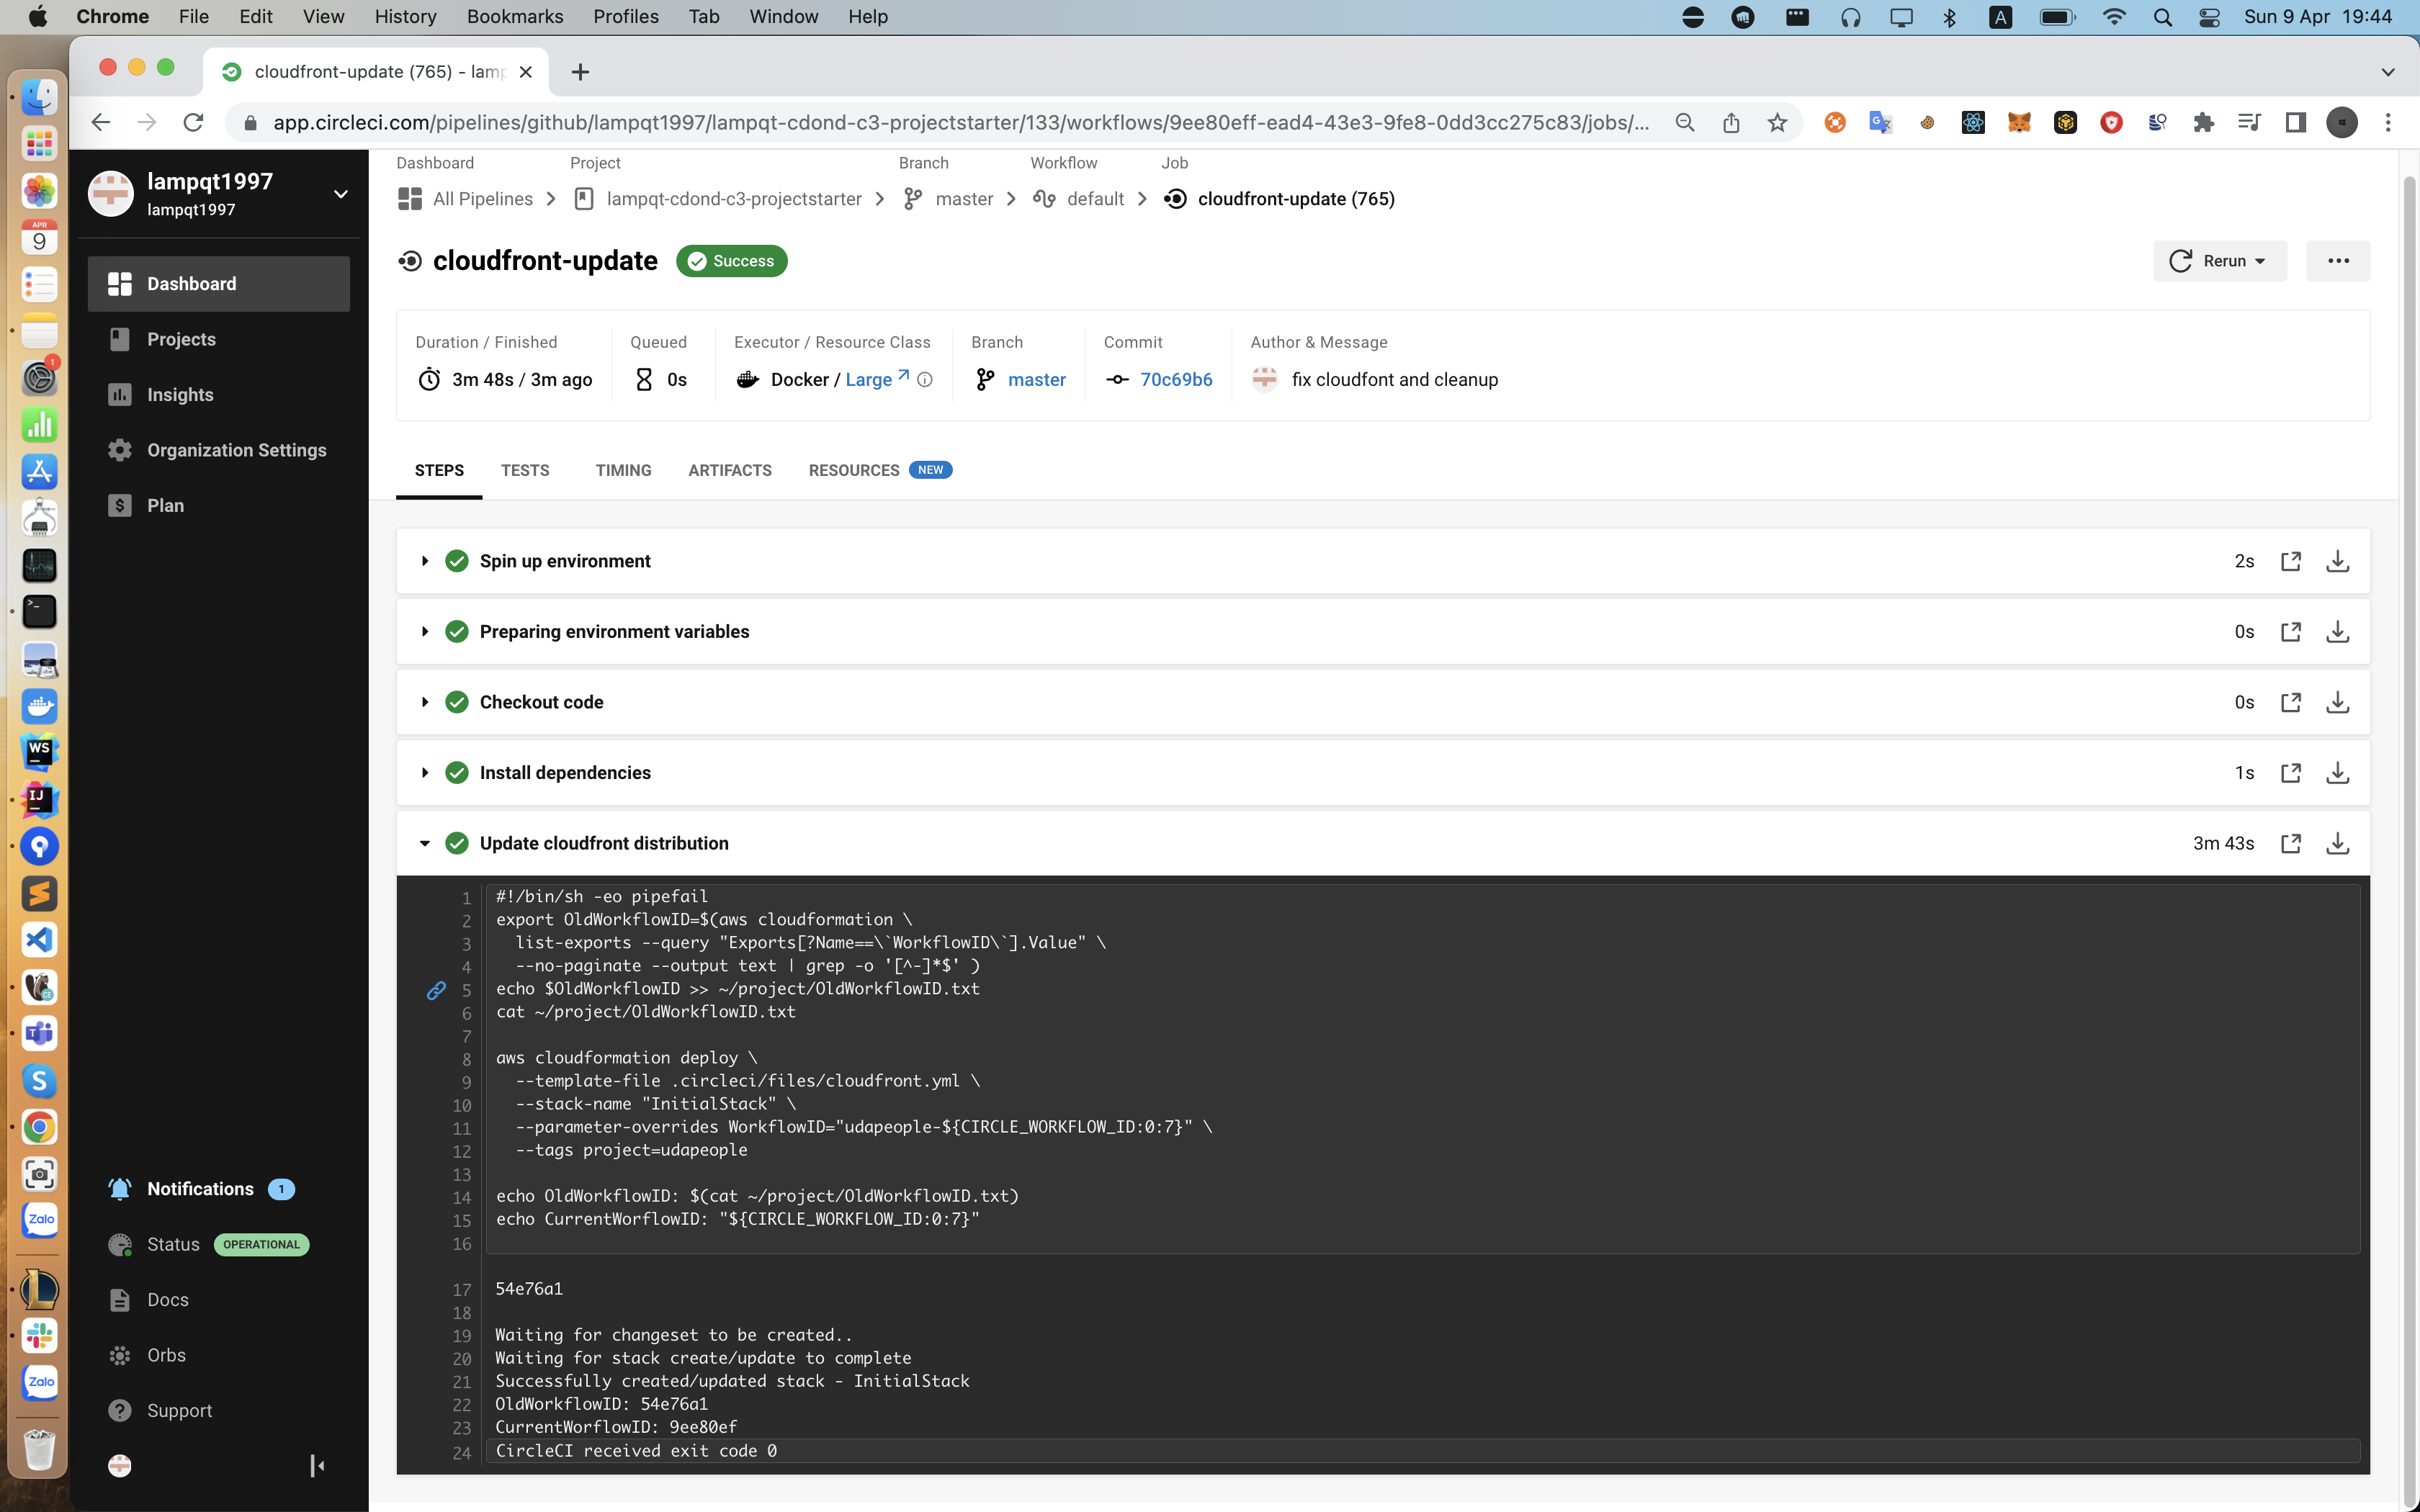 Chrome File Edit View History Bookmarks Profiles Tab Window Help A Sun 9 Apr 19:44
cloudfront-update (765) - lamp
app.circleci.com/pipelines/github/lampqt1997/lampqt-cdond-c3-projectstarter/133/workflows/9ee80eff-ead4-43e3-9fe8-0dd3cc275c83/jobs/...
lampqt1997
lampqt1997
Dashboard
Projects
Insights
Organization Settings
Plan
Notifications 1
Status OPERATIONAL
Docs
Orbs
Support
Dashboard Project Branch Workflow Job
All Pipelines lampqt-cdond-c3-projectstarter master default cloudfront-update (765)
cloudfront-update Success Rerun
Duration / Finished Queued Executor / Resource Class Branch Commit Author & Message
3m 48s / 3m ago 0s Docker / Large master 70c69b6 fix cloudfont and cleanup
STEPS TESTS TIMING ARTIFACTS RESOURCES NEW
Spin up environment 2s
Preparing environment variables 0s
Checkout code 0s
Install dependencies 1s
Update cloudfront distribution 3m 43s
1 #!/bin/sh -eo pipefail
2 export OldWorkflowID=$(aws cloudformation \
3 list-exports --query "Exports[?Name==\`WorkflowID\`].Value" \
4 --no-paginate --output text | grep -o '[^-]*$' )
5 echo $OldWorkflowID >> ~/project/OldWorkflowID.txt
6 cat ~/project/OldWorkflowID.txt
7
8 aws cloudformation deploy \
9 --template-file .circleci/files/cloudfront.yml \
10 --stack-name "InitialStack" \
11 --parameter-overrides WorkflowID="udapeople-${CIRCLE_WORKFLOW_ID:0:7}" \
12 --tags project=udapeople
13
14 echo OldWorkflowID: $(cat ~/project/OldWorkflowID.txt)
15 echo CurrentWorflowID: "${CIRCLE_WORKFLOW_ID:0:7}"
16
17 54e76a1
18
19 Waiting for changeset to be created..
20 Waiting for stack create/update to complete
21 Successfully created/updated stack - InitialStack
22 OldWorkflowID: 54e76a1
23 CurrentWorflowID: 9ee80ef
24 CircleCI received exit code 0
APR
9
1
WS
IJ
Zalo
Zalo